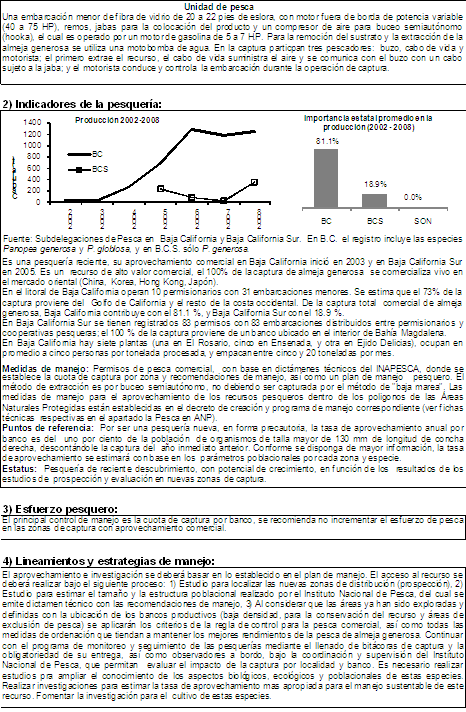 Unidad de pesca
Una embarcación menor de fibra de vidrio de 20 a 22 pies de eslora, con motor fuera de borda de potencia variable
(40 a 75 HP), remos, jabas para la colocación del producto y un compresor de aire para buceo semiautónomo
(hooka), el cual es operado por un motor de gasolina de 5 a 7 HP. Para la remoción del sustrato y la extracción de la
almeja generosa se utiliza una motobomba de agua. En la captura participan tres pescadores: buzo, cabo de vida y
motorista; el primero extrae el recurso, el cabo de vida suministra el aire y se comunica con el buzo con un cabo
sujeto a la jaba; y el motorista conduce y controla la embarcación durante la operación de captura.
2) Indicadores de la pesquería:
Producción 2002-2008
1400
1200
1000
800
600
400
200
0
BC
BCS
Importancia estatal promedio en la
producción (2002 - 2008)
81.1%
18.9%
0.0%
BC BCS SON
Fuente: Subdelegaciones de Pesca en Baja California y Baja California Sur. En B.C. el registro incluye las especies
Panopea generosa y P. globlosa, y en B.C.S. sólo P. generosa.
Es una pesquería reciente, su aprovechamiento comercial en Baja California inició en 2003 y en Baja California Sur
en 2005. Es un recurso de alto valor comercial, el 100% de la captura de almeja generosa se comercializa vivo en
el mercado oriental (China, Korea, Hong Kong, Japón).
En el litoral de Baja California operan 10 permisionarios con 31 embarcaciones menores. Se estima que el 73% de la
captura proviene del Golfo de California y el resto de la costa occidental. De la captura total comercial de almeja
generosa, Baja California contribuye con el 81.1 %, y Baja California Sur con el 18.9 %.
En Baja California Sur se tienen registrados 83 permisos con 83 embarcaciones distribuidos entre permisionarios y
cooperativas pesqueras; el 100 % de la captura proviene de un banco ubicado en el interior de Bahía Magdalena.
En Baja California hay siete plantas (una en El Rosario, cinco en Ensenada, y otra en Ejido Delicias), ocupan en
promedio a cinco personas por tonelada procesada, y empacan entre cinco y 20 toneladas por mes.
Medidas de manejo: Permisos de pesca comercial, con base en dictámenes técnicos del INAPESCA, donde se
establece la cuota de captura por zona y recomendaciones de manejo, así como un plan de manejo pesquero. El
método de extracción es por buceo semiautónomo, no debiendo ser capturada por el método de "baja marea". Las
medidas de manejo para el aprovechamiento de los recursos pesqueros dentro de los polígonos de las Áreas
Naturales Protegidas están establecidas en el decreto de creación y programa de manejo correspondiente (ver fichas
técnicas respectivas en el apartado la Pesca en ANP).
Puntos de referencia: Por ser una pesquería nueva, en forma precautoria, la tasa de aprovechamiento anual por
banco es del uno por ciento de la población de organismos de talla mayor de 130 mm de longitud de concha
derecha, descontándole la captura del año inmediato anterior. Conforme se disponga de mayor información, la tasa
de aprovechamiento se estimará con base en los parámetros poblacionales por cada zona y especie.
Estatus: Pesquería de reciente descubrimiento, con potencial de crecimiento, en función de los resultados de los
estudios de prospección y evaluación en nuevas zonas de captura.
3) Esfuerzo pesquero:
El principal control de manejo es la cuota de captura por banco, se recomienda no incrementar el esfuerzo de pesca
en las zonas de captura con aprovechamiento comercial.
4) Lineamientos y estrategias de manejo:
El aprovechamiento e investigación se deberá basar en lo establecido en el plan de manejo. El acceso al recurso se
deberá realizar bajo el siguiente proceso: 1) Estudio para localizar las nuevas zonas de distribución (prospección), 2)
Estudio para estimar el tamaño y la estructura poblacional realizado por el Instituto Nacional de Pesca, del cual se
emite dictamen técnico con las recomendaciones de manejo, 3) Al considerar que las áreas ya han sido exploradas y
definidas con la ubicación de los bancos productivos (baja densidad, para la conservación del recurso y áreas de
exclusión de pesca) se aplicarán los criterios de la regla de control para la pesca comercial, así como todas las
medidas de ordenación que tiendan a mantener los mejores rendimientos de la pesca de almeja generosa. Continuar
con el programa de monitoreo y seguimiento de las pesquerías mediante el llenado de bitácoras de captura y la
obligatoriedad de su entrega, así como observadores a bordo, bajo la coordinación y supervisión del Instituto
Nacional de Pesca, que permitan evaluar el impacto de la captura por localidad y banco. Es necesario realizar
estudios pra ampliar el conocimiento de los aspectos biológicos, ecológicos y poblacionales de estas especies.
Realizar investigaciones para estimar la tasa de aprovechamiento mas apropiada para el manejo sustentable de este
recurso. Fomentar la investigación para el cultivo de estas especies.